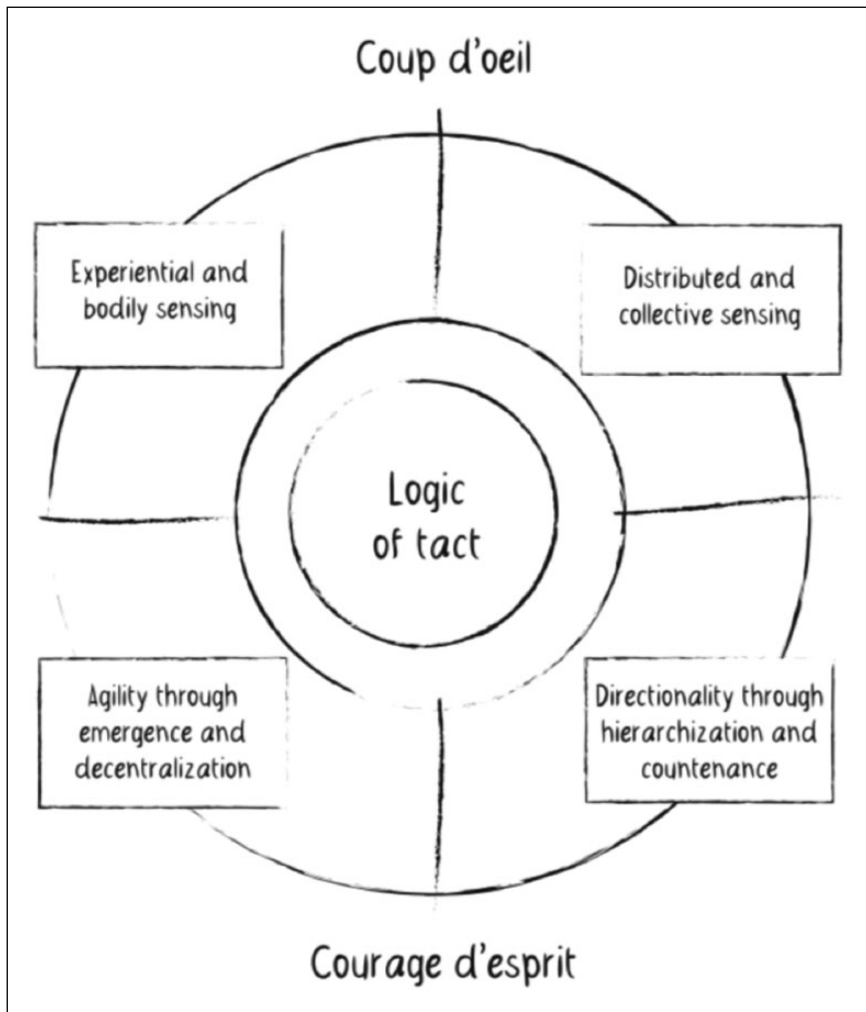 Coup d'oeil
Experiential and
bodily sensing
Distributed and
collective sensing
Logic
of tact
Agility through
emergence and
decentralization
Directionality through
hierarchization and
countenance
Courage d'esprit